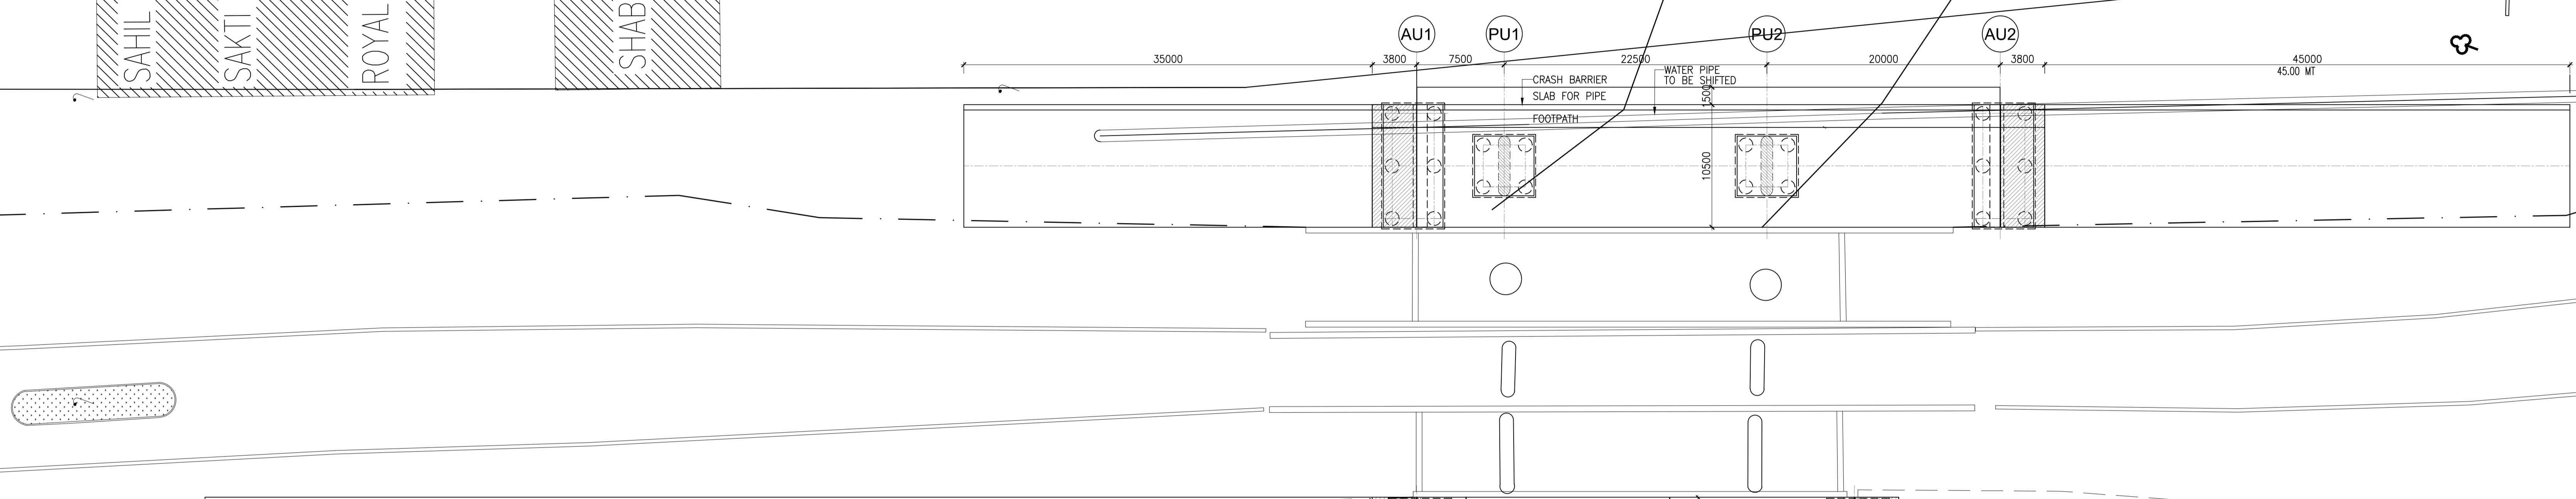 SAHIL
SAKTI
ROYAL
SHAB
AU1
PU1
PU2
AU2
35000
3800
7500
22500
20000
3800
45000
45.00 MT
CRASH BARRIER
SLAB FOR PIPE
FOOTPATH
WATER PIPE
TO BE SHIFTED
1500
10500